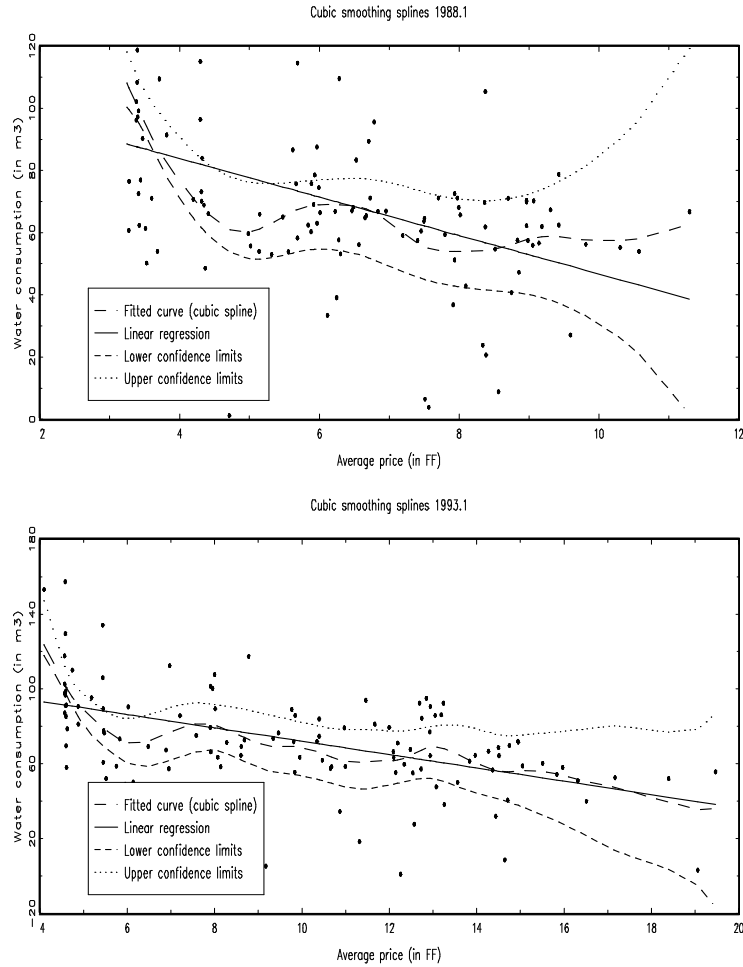 Cubic smoothing splines 1988.1
Water consumption (in m3)
120
100
80
60
40
20
0
Fitted curve (cubic spline)
Linear regression
Lower confidence limits
Upper confidence limits
2 4 6 8 10 12
Average price (in FF)
Cubic smoothing splines 1993.1
Water consumption (in m3)
180
140
100
60
20
-20
Fitted curve (cubic spline)
Linear regression
Lower confidence limits
Upper confidence limits
4 6 8 10 12 14 16 18 20
Average price (in FF)